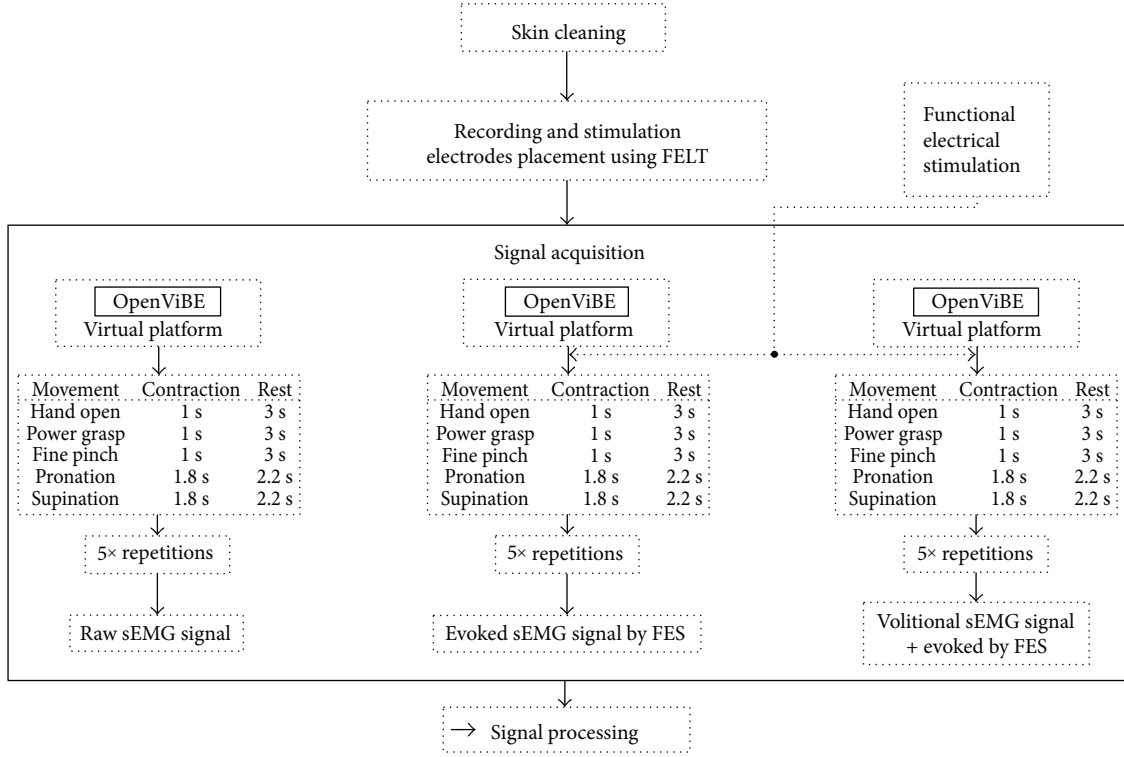 Skin cleaning
Recording and stimulation
electrodes placement using FELT
Functional
electrical
stimulation
Signal acquisition
OpenViBE
Virtual platform
Movement Contraction Rest
Hand open 1 s 3 s
Power grasp 1 s 3 s
Fine pinch 1 s 3 s
Pronation 1.8 s 2.2 s
Supination 1.8 s 2.2 s
5× repetitions
Raw sEMG signal
OpenViBE
Virtual platform
Movement Contraction Rest
Hand open 1 s 3 s
Power grasp 1 s 3 s
Fine pinch 1 s 3 s
Pronation 1.8 s 2.2 s
Supination 1.8 s 2.2 s
5× repetitions
Evoked sEMG signal by FES
OpenViBE
Virtual platform
Movement Contraction Rest
Hand open 1 s 3 s
Power grasp 1 s 3 s
Fine pinch 1 s 3 s
Pronation 1.8 s 2.2 s
Supination 1.8 s 2.2 s
5× repetitions
Volitional sEMG signal
+ evoked by FES
→ Signal processing